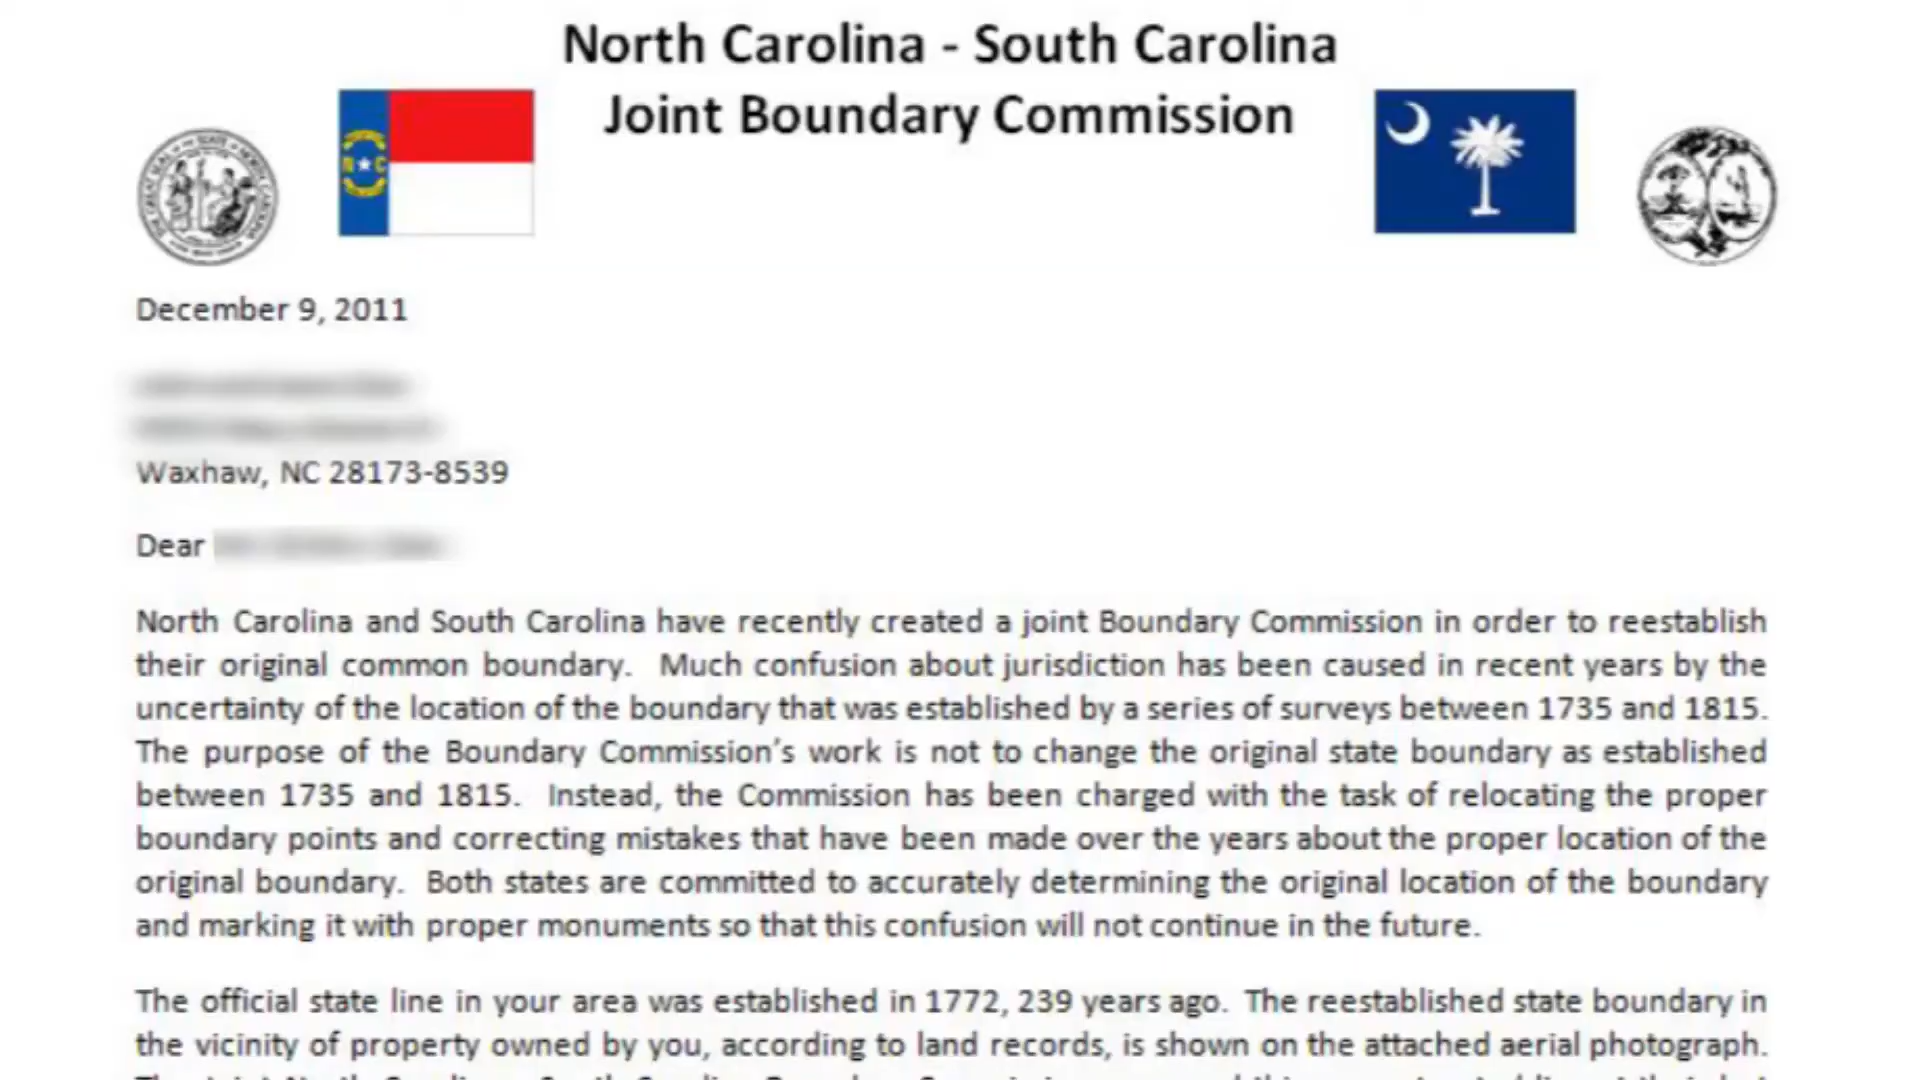 North Carolina - South Carolina
Joint Boundary Commission
December 9, 2011
Waxhaw, NC 28173-8539
Dear
North Carolina and South Carolina have recently created a joint Boundary Commission in order to reestablish
their original common boundary. Much confusion about jurisdiction has been caused in recent years by the
uncertainty of the location of the boundary that was established by a series of surveys between 1735 and 1815.
The purpose of the Boundary Commission's work is not to change the original state boundary as established
between 1735 and 1815. Instead, the Commission has been charged with the task of relocating the proper
boundary points and correcting mistakes that have been made over the years about the proper location of the
original boundary. Both states are committed to accurately determining the original location of the boundary
and marking it with proper monuments so that this confusion will not continue in the future.
The official state line in your area was established in 1772, 239 years ago. The reestablished state boundary in
the vicinity of property owned by you, according to land records, is shown on the attached aerial photograph.